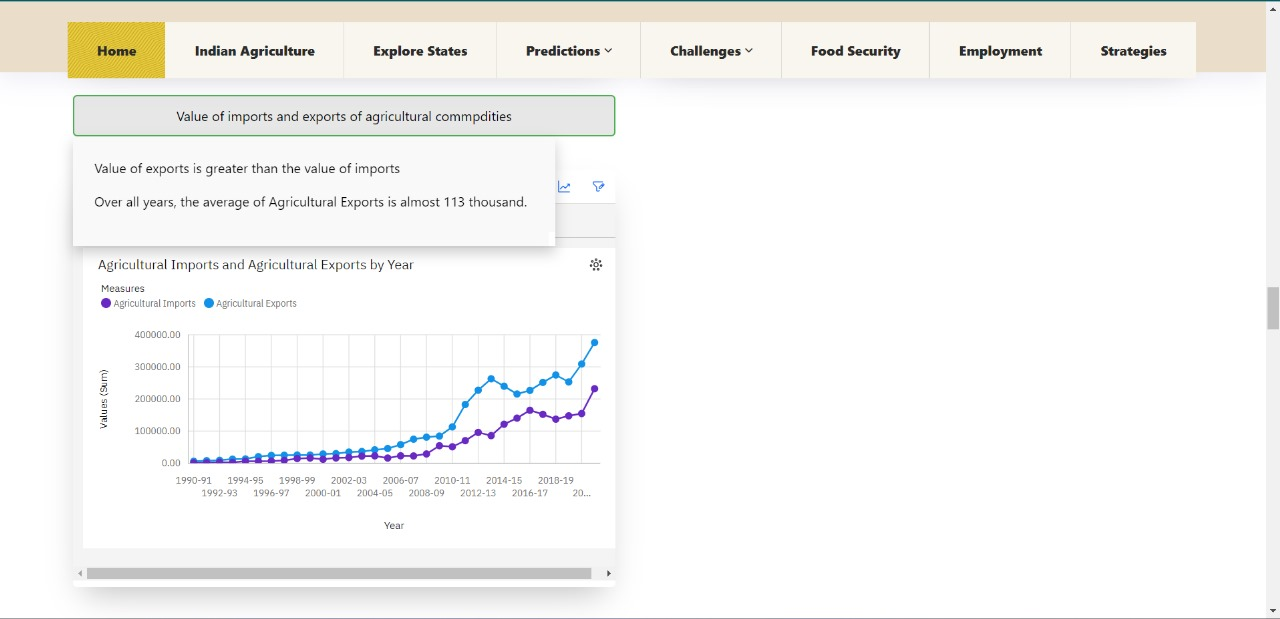 Home Indian Agriculture Explore States Predictions Challenges Food Security Employment Strategies
Value of imports and exports of agricultural commpdities
Value of exports is greater than the value of imports
Over all years, the average of Agricultural Exports is almost 113 thousand.
Agricultural Imports and Agricultural Exports by Year
Measures
Agricultural Imports Agricultural Exports
Values (Sum)
400000.00
300000.00
200000.00
100000.00
0.00
1990-91 1994-95 1998-99 2002-03 2006-07 2010-11 2014-15 2018-19
1992-93 1996-97 2000-01 2004-05 2008-09 2012-13 2016-17 20...
Year